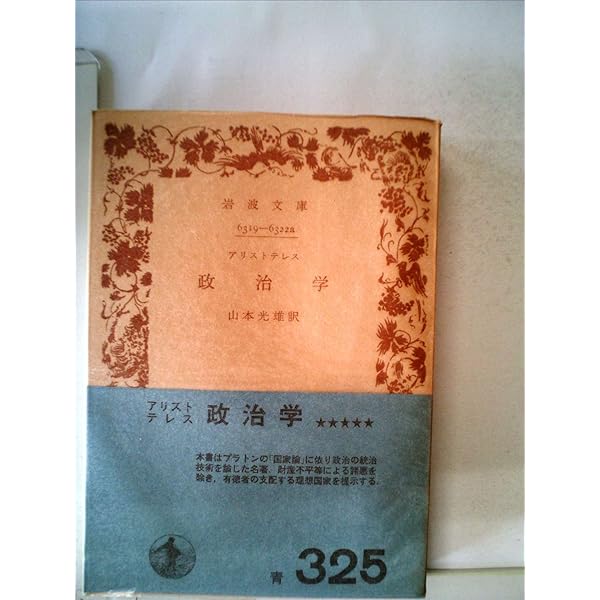 岩波文庫
6319—6322a
アリストテレス
政治学
山本光雄訳
アリスト
テレス
政治学 ★★★★★
本書はプラトンの「国家論」に依り政治の統治
技術を論じた名著．財産不平等による諸悪を
除き，有徳者の支配する理想国家を提示する．
青 325